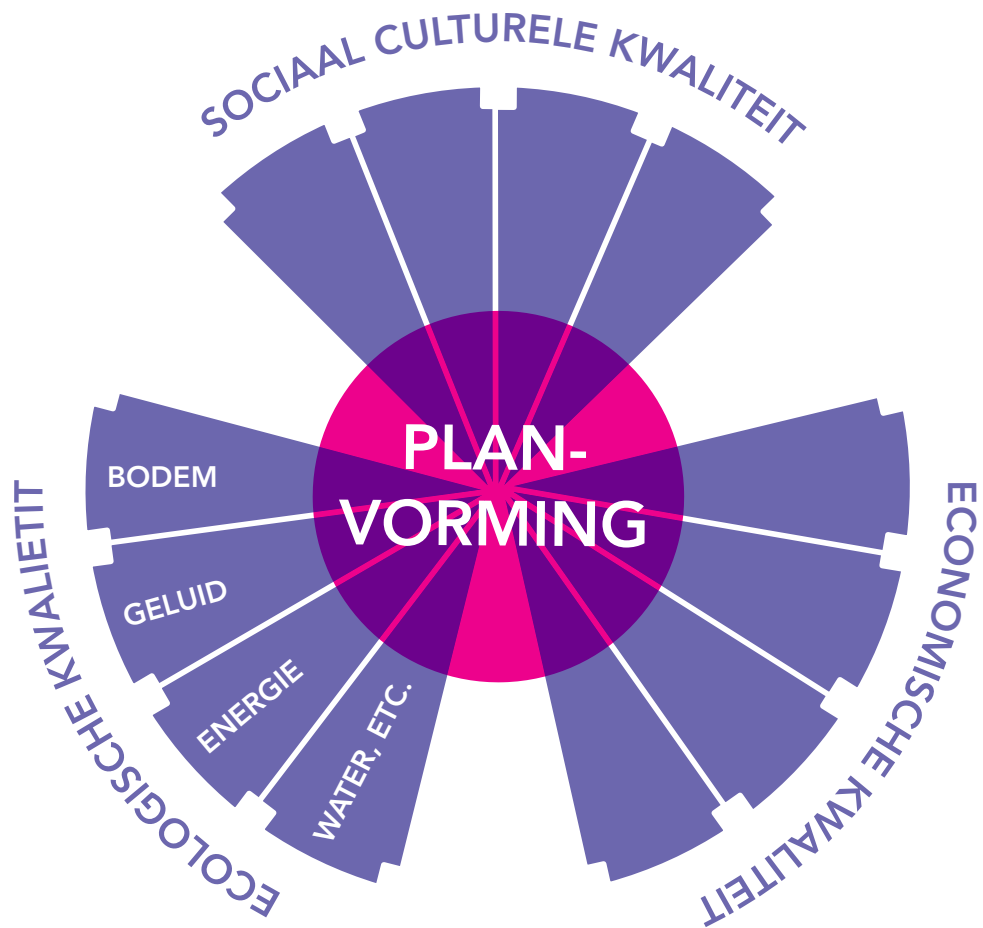 SOCIAAL CULTURELE KWALITEIT
PLAN-
VORMING
BODEM
GELUID
ENERGIE
WATER, ETC.
ECOLOGISCHE KWALIETIT
ECONOMISCHE KWALITEIT